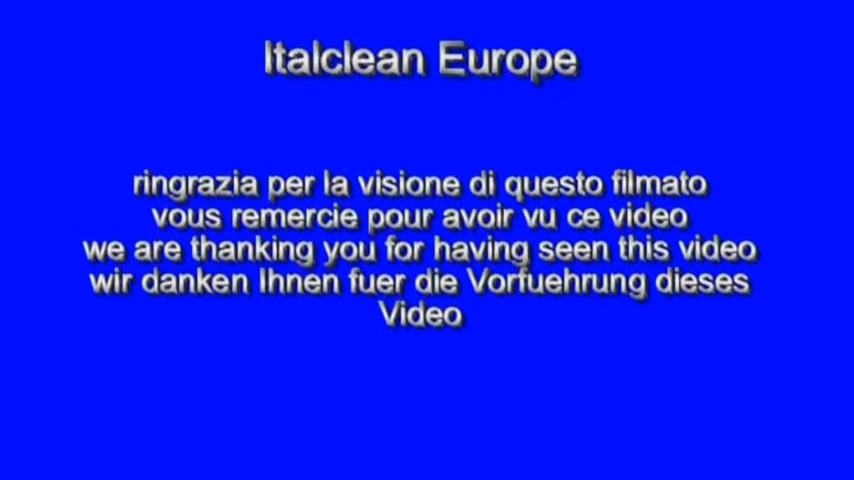 Italclean Europe
ringrazia per la visione di questo filmato
vous remercie pour avoir vu ce video
we are thanking you for having seen this video
wir danken Ihnen fuer die Vorfuehrung dieses
Video